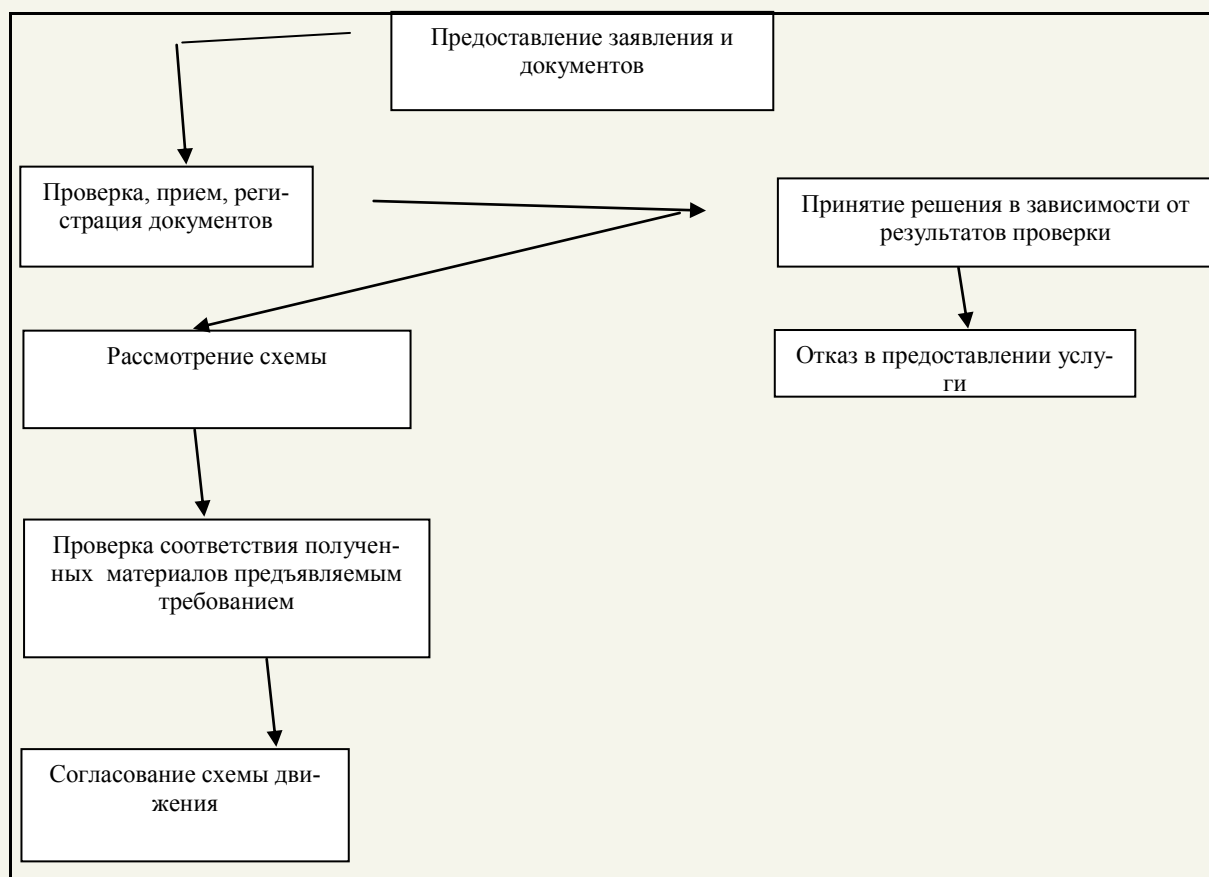 Предоставление заявления и
документов
Проверка, прием, реги-
страция документов
Принятие решения в зависимости от
результатов проверки
Рассмотрение схемы
Отказ в предоставлении услу-
ги
Проверка соответствия получен-
ных материалов предъявляемым
требованием
Согласование схемы дви-
жения